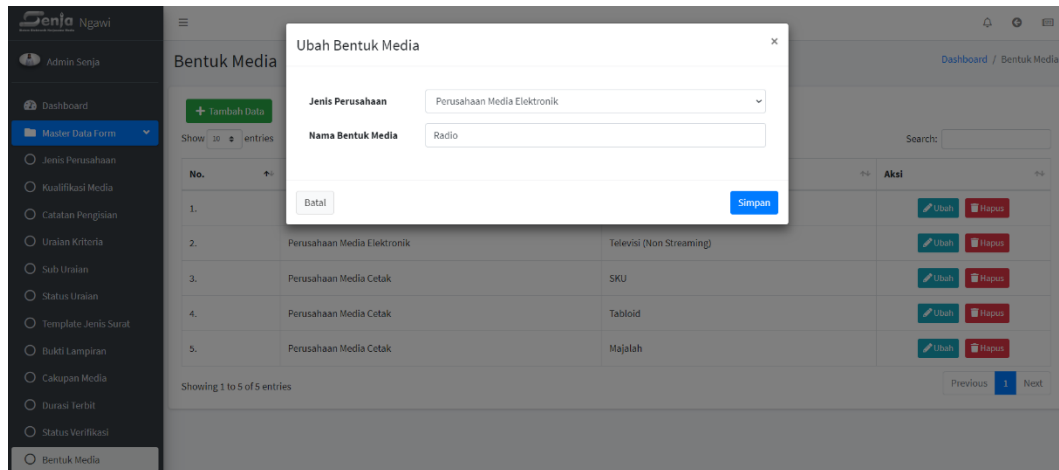 Senja Ngawi
Admin Senja
Dashboard
Master Data Form
Jenis Perusahaan
Kualifikasi Media
Catatan Pengisian
Uraian Kriteria
Sub Uraian
Status Uraian
Template Jenis Surat
Bukti Lampiran
Cakupan Media
Durasi Terbit
Status Verifikasi
Bentuk Media
Bentuk Media
Dashboard / Bentuk Media
Tambah Data
Show 10 entries
Search:
Ubah Bentuk Media ×
Jenis Perusahaan Perusahaan Media Elektronik
Nama Bentuk Media Radio
Batal Simpan
No. Aksi
1. Ubah Hapus
2. Perusahaan Media Elektronik Televisi (Non Streaming) Ubah Hapus
3. Perusahaan Media Cetak SKU Ubah Hapus
4. Perusahaan Media Cetak Tabloid Ubah Hapus
5. Perusahaan Media Cetak Majalah Ubah Hapus
Showing 1 to 5 of 5 entries
Previous 1 Next